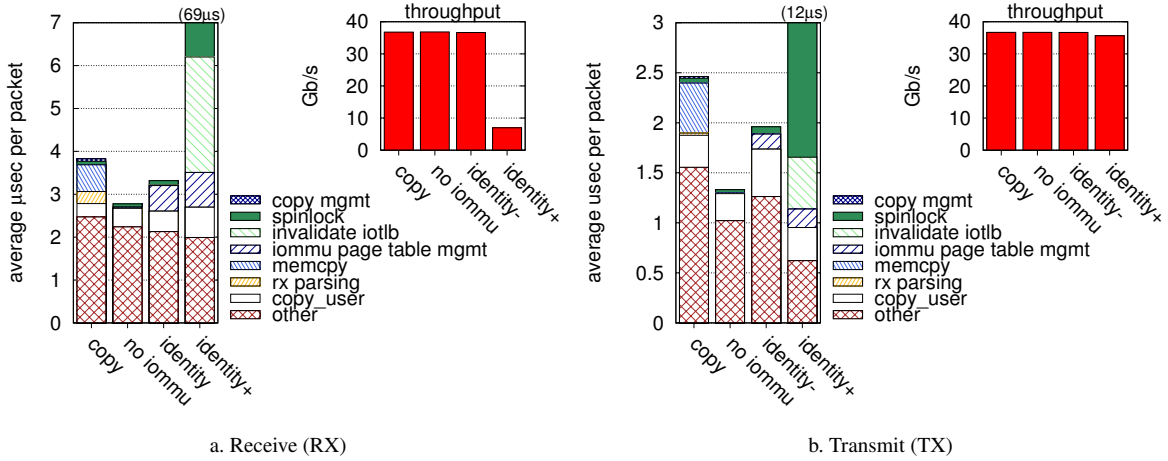 (69μs)
average μsec per packet
7
6
5
4
3
2
1
0
copy
no iommu
identity
identity+
copy mgmt
spinlock
invalidate iotlb
iommu page table mgmt
memcpy
rx parsing
copy_user
other
throughput
Gb/s
40
30
20
10
0
copy
no iommu
identity-
identity+
a. Receive (RX)
(12μs)
average μsec per packet
3
2.5
2
1.5
1
0.5
0
copy
no iommu
identity-
identity+
copy mgmt
spinlock
invalidate iotlb
iommu page table mgmt
memcpy
rx parsing
copy_user
other
throughput
Gb/s
40
30
20
10
0
copy
no iommu
identity-
identity+
b. Transmit (TX)